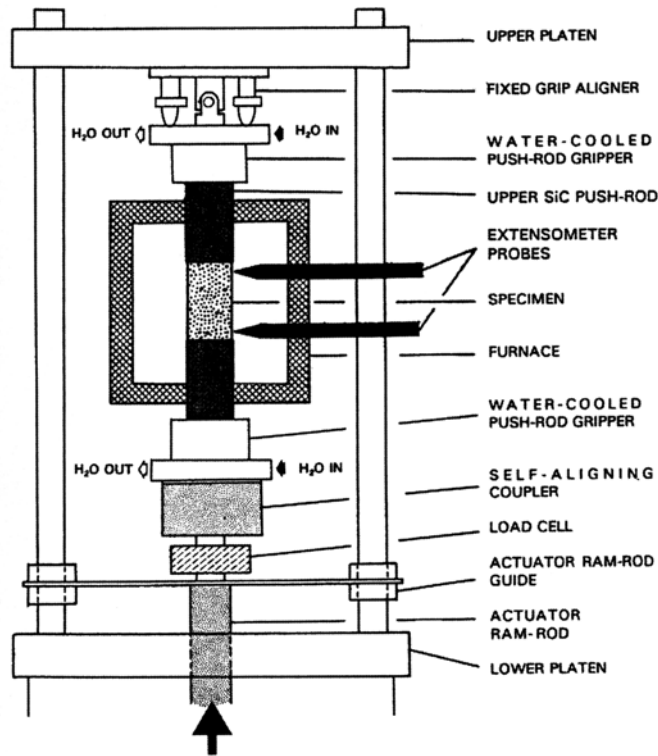 UPPER PLATEN
FIXED GRIP ALIGNER
H₂O OUT
H₂O IN
WATER-COOLED
PUSH-ROD GRIPPER
UPPER SiC PUSH-ROD
EXTENSOMETER
PROBES
SPECIMEN
FURNACE
WATER-COOLED
PUSH-ROD GRIPPER
H₂O OUT
H₂O IN
SELF-ALIGNING
COUPLER
LOAD CELL
ACTUATOR RAM-ROD
GUIDE
ACTUATOR
RAM-ROD
LOWER PLATEN